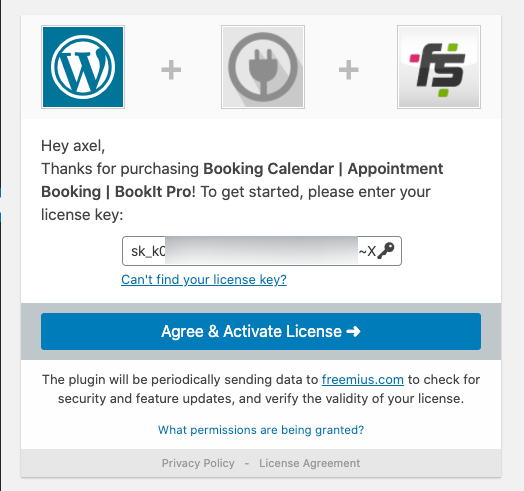 fs
Hey axel,
Thanks for purchasing Booking Calendar | Appointment
Booking | BookIt Pro! To get started, please enter your
license key:
sk_k0 ~X
Can't find your license key?
Agree & Activate License ➜
The plugin will be periodically sending data to freemius.com to check for
security and feature updates, and verify the validity of your license.
What permissions are being granted?
Privacy Policy - License Agreement